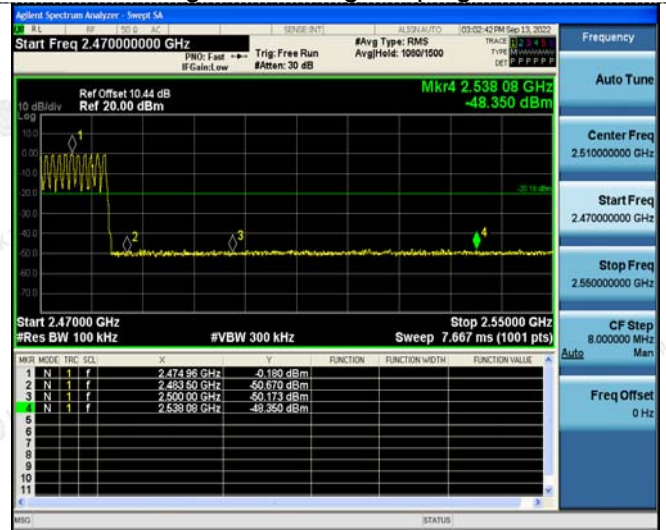 Agilent Spectrum Analyzer - Swept SA
RL RF 50 Ω AC SENSE:INT ALIGN AUTO 03:02:42 PM Sep 13, 2022
Start Freq 2.470000000 GHz
PNO: Fast
IFGain:Low
Trig: Free Run
#Atten: 30 dB
#Avg Type: RMS
Avg|Hold: 1080/1500
TRACE 1 2 3 4 5 6
TYPE
DET P P P P P P
Frequency
Ref Offset 10.44 dB
Ref 20.00 dBm
10 dB/div
Log
Mkr4 2.538 08 GHz
-48.350 dBm
Auto Tune
10.0
0.00
-10.0
-20.0
-30.0
-40.0
-50.0
-60.0
-70.0
1
2
3
4
Center Freq
2.510000000 GHz
Start Freq
2.470000000 GHz
Stop Freq
2.550000000 GHz
CF Step
8.000000 MHz
Auto Man
Freq Offset
0 Hz
Start 2.47000 GHz Stop 2.55000 GHz
#Res BW 100 kHz #VBW 300 kHz Sweep 7.667 ms (1001 pts)
MKR MODE TRC SCL X Y FUNCTION FUNCTION WIDTH FUNCTION VALUE
1 N 1 f 2.474 96 GHz -0.180 dBm
2 N 1 f 2.483 50 GHz -50.670 dBm
3 N 1 f 2.500 00 GHz -50.173 dBm
4 N 1 f 2.538 08 GHz -48.350 dBm
5
6
7
8
9
10
11
MSG STATUS